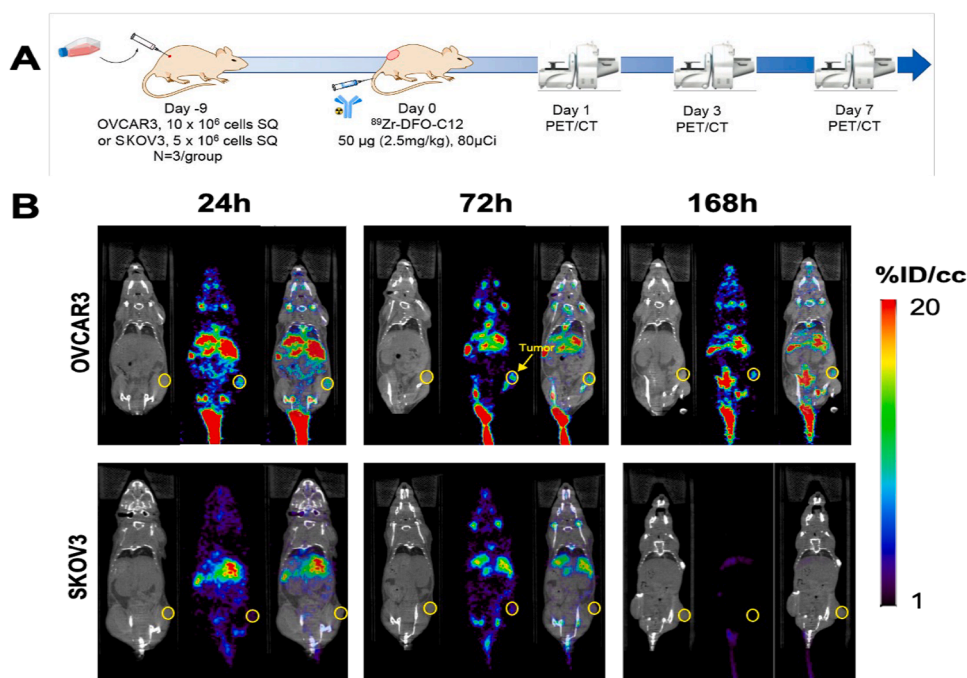 A
Day -9
OVCAR3, 10 x 10⁶ cells SQ
or SKOV3, 5 x 10⁶ cells SQ
N=3/group
Day 0
⁸⁹Zr-DFO-C12
50 µg (2.5mg/kg), 80µCi
Day 1
PET/CT
Day 3
PET/CT
Day 7
PET/CT
B
24h
72h
168h
OVCAR3
Tumor
%ID/cc
20
1
SKOV3